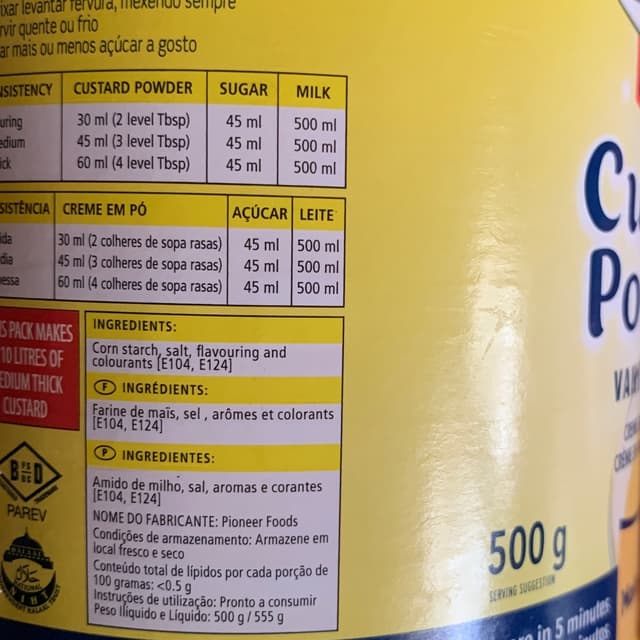 ixar levantar fervura, mexendo sempre
rvir quente ou frio
ar mais ou menos açúcar a gosto
NSISTENCY CUSTARD POWDER SUGAR MILK
uring 30 ml (2 level Tbsp) 45 ml 500 ml
edium 45 ml (3 level Tbsp) 45 ml 500 ml
ick 60 ml (4 level Tbsp) 45 ml 500 ml
SISTÊNCIA CREME EM PÓ AÇÚCAR LEITE
ida 30 ml (2 colheres de sopa rasas) 45 ml 500 ml
dia 45 ml (3 colheres de sopa rasas) 45 ml 500 ml
essa 60 ml (4 colheres de sopa rasas) 45 ml 500 ml
IS PACK MAKES
10 LITRES OF
EDIUM THICK
CUSTARD
PAREV
INGREDIENTS:
Corn starch, salt, flavouring and
colourants [E104, E124]
F INGRÉDIENTS:
Farine de maïs, sel , arômes et colorants
[E104, E124]
P INGREDIENTES:
Amido de milho, sal, aromas e corantes
[E104, E124]
NOME DO FABRICANTE: Pioneer Foods
Condições de armazenamento: Armazene em
local fresco e seco
Conteúdo total de lípidos por cada porção de
100 gramas: <0.5 g
Instruções de utilização: Pronto a consumir
Peso Ilíquido e Líquido: 500 g / 555 g
Cu
Po
VAN
500 g
SERVING SUGGESTION
in 5 minutes